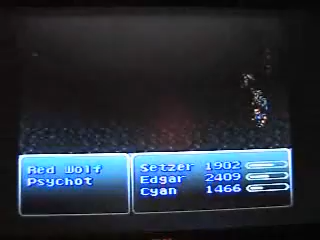 Red Wolf
Psychot
Setzer 1902
Edgar 2409
Cyan 1466